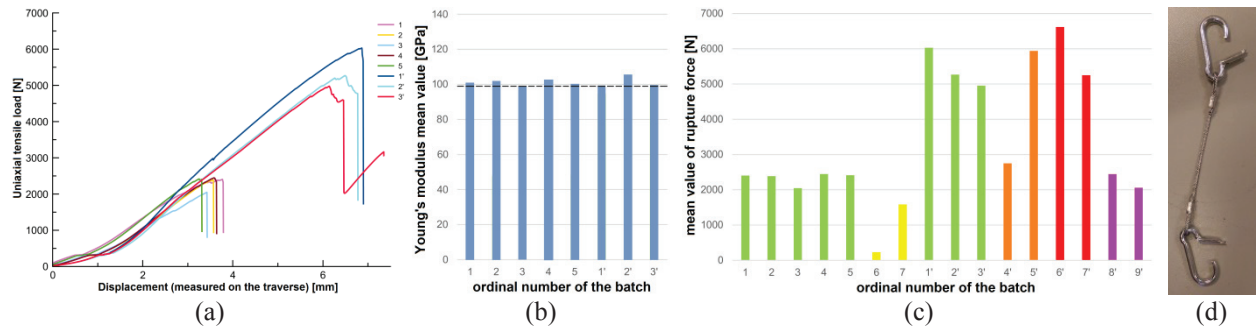 Uniaxial tensile load [N]
7000
6000
5000
4000
3000
2000
1000
0
0 2 4 6
Displacement (measured on the traverse) [mm]
1
2
3
4
5
1'
2'
3'
(a)
Young's modulus mean value [GPa]
140
120
100
80
60
40
20
0
1 2 3 4 5 1' 2' 3'
ordinal number of the batch
(b)
mean value of rupture force [N]
7000
6000
5000
4000
3000
2000
1000
0
1 2 3 4 5 6 7 1' 2' 3' 4' 5' 6' 7' 8' 9'
ordinal number of the batch
(c)
(d)